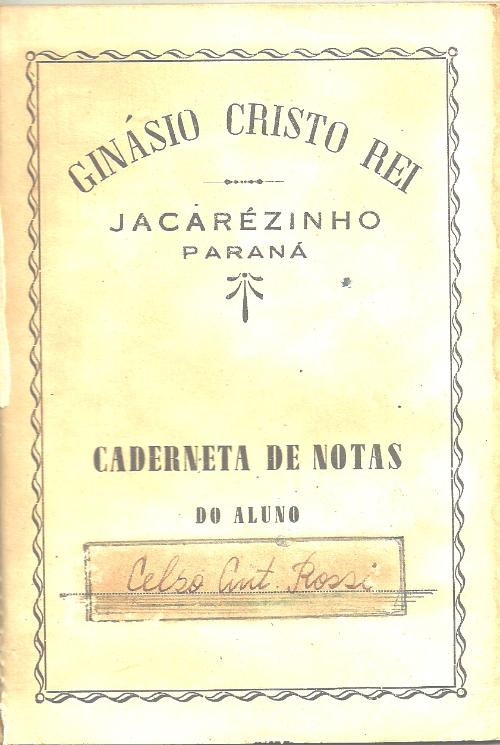 GINÁSIO CRISTO REI
JACARÉZINHO
PARANÁ
CADERNETA DE NOTAS
DO ALUNO
Celso Ant. Rossi